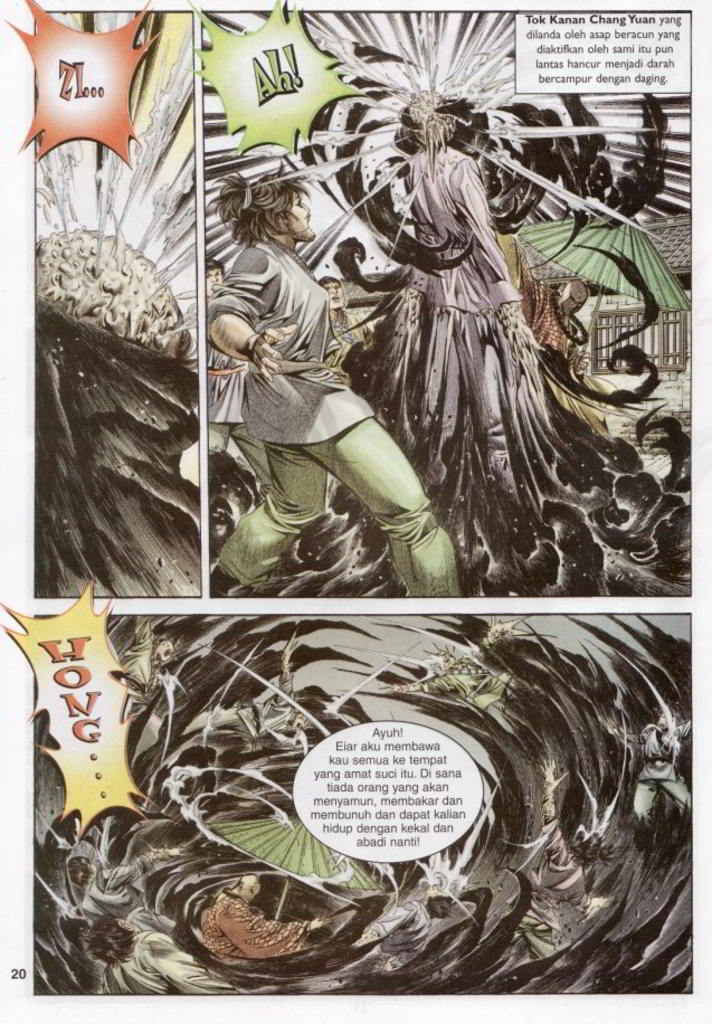 ZI...
Ah!
Tok Kanan Chang Yuan yang
dilanda oleh asap beracun yang
diaktifkan oleh sami itu pun
lantas hancur menjadi darah
bercampur dengan daging.
HONG...
Ayuh!
Eiar aku membawa
kau semua ke tempat
yang amat suci itu. Di sana
tiada orang yang akan
menyamun, membakar dan
membunuh dan dapat kalian
hidup dengan kekal dan
abadi nanti!
20